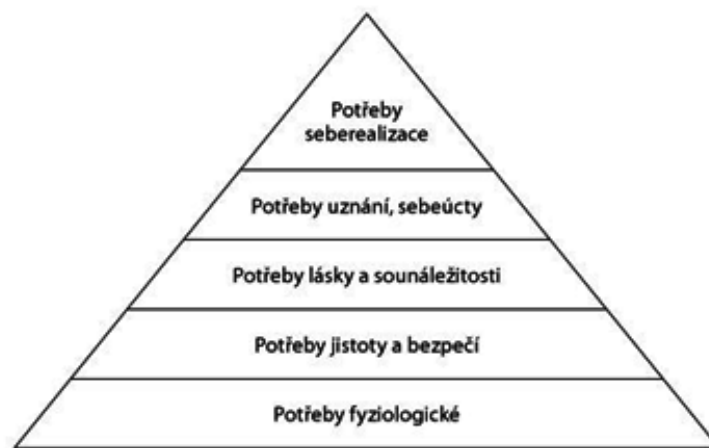 Potřeby
seberealizace
Potřeby uznání, sebeúcty
Potřeby lásky a sounáležitosti
Potřeby jistoty a bezpečí
Potřeby fyziologické